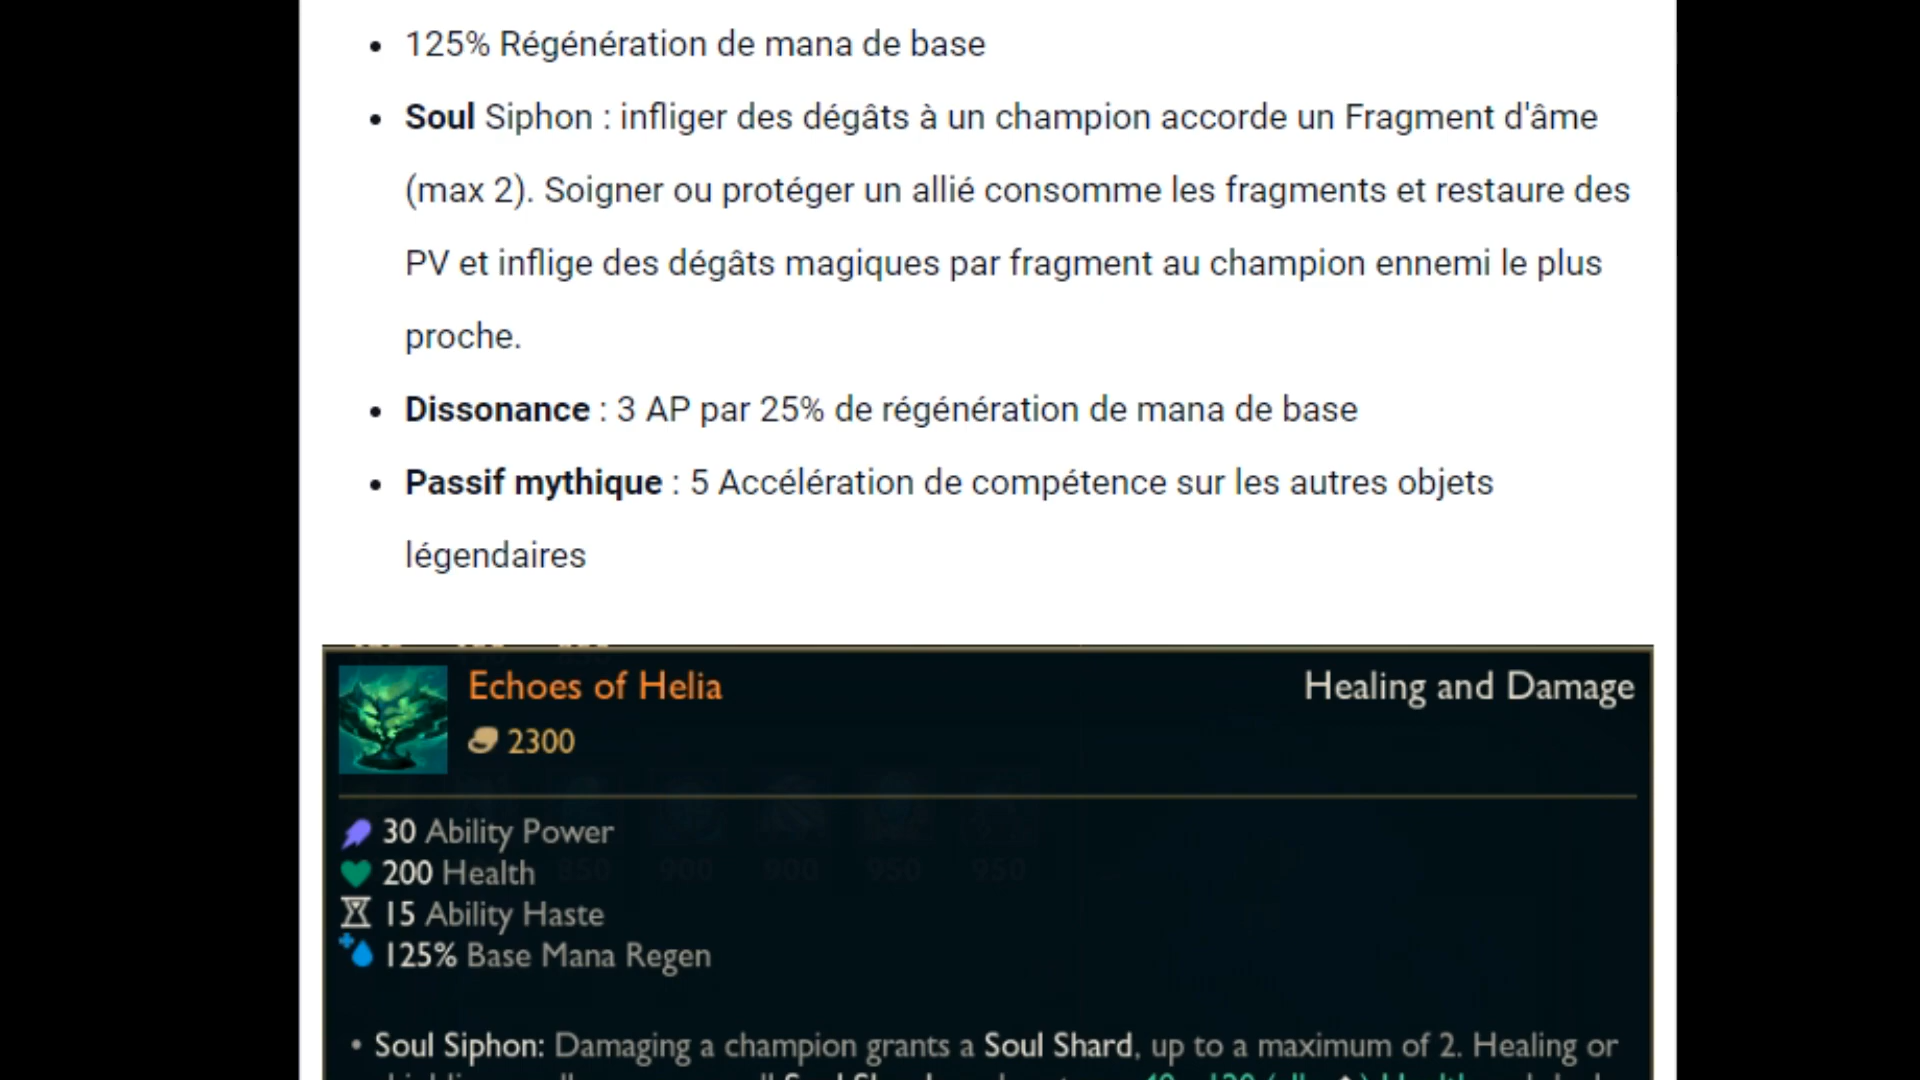 125% Régénération de mana de base
Soul Siphon : infliger des dégâts à un champion accorde un Fragment d'âme
(max 2). Soigner ou protéger un allié consomme les fragments et restaure des
PV et inflige des dégâts magiques par fragment au champion ennemi le plus
proche.
Dissonance : 3 AP par 25% de régénération de mana de base
Passif mythique : 5 Accélération de compétence sur les autres objets
légendaires
Echoes of Helia
Healing and Damage
2300
30 Ability Power
200 Health
850 900 900 950 950
15 Ability Haste
125% Base Mana Regen
• Soul Siphon: Damaging a champion grants a Soul Shard, up to a maximum of 2. Healing or